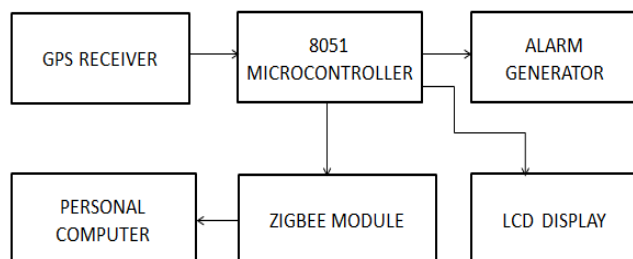 GPS RECEIVER
8051
MICROCONTROLLER
ALARM
GENERATOR
PERSONAL
COMPUTER
ZIGBEE MODULE
LCD DISPLAY